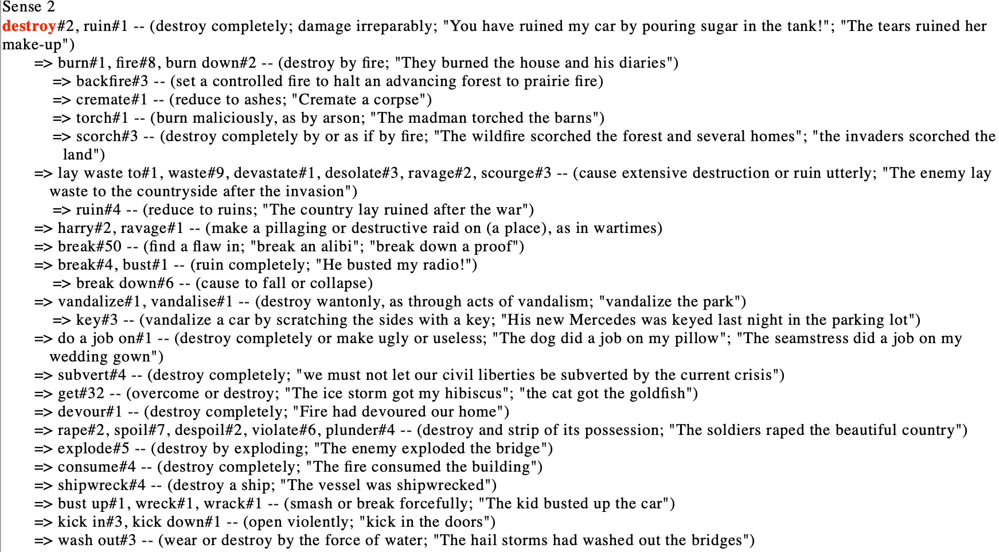 Sense 2
destroy#2, ruin#1 -- (destroy completely; damage irreparably; "You have ruined my car by pouring sugar in the tank!"; "The tears ruined her
make-up")
=> burn#1, fire#8, burn down#2 -- (destroy by fire; "They burned the house and his diaries")
=> backfire#3 -- (set a controlled fire to halt an advancing forest to prairie fire)
=> cremate#1 -- (reduce to ashes; "Cremate a corpse")
=> torch#1 -- (burn maliciously, as by arson; "The madman torched the barns")
=> scorch#3 -- (destroy completely by or as if by fire; "The wildfire scorched the forest and several homes"; "the invaders scorched the
land")
=> lay waste to#1, waste#9, devastate#1, desolate#3, ravage#2, scourge#3 -- (cause extensive destruction or ruin utterly; "The enemy lay
waste to the countryside after the invasion")
=> ruin#4 -- (reduce to ruins; "The country lay ruined after the war")
=> harry#2, ravage#1 -- (make a pillaging or destructive raid on (a place), as in wartimes)
=> break#50 -- (find a flaw in; "break an alibi"; "break down a proof")
=> break#4, bust#1 -- (ruin completely; "He busted my radio!")
=> break down#6 -- (cause to fall or collapse)
=> vandalize#1, vandalise#1 -- (destroy wantonly, as through acts of vandalism; "vandalize the park")
=> key#3 -- (vandalize a car by scratching the sides with a key; "His new Mercedes was keyed last night in the parking lot")
=> do a job on#1 -- (destroy completely or make ugly or useless; "The dog did a job on my pillow"; "The seamstress did a job on my
wedding gown")
=> subvert#4 -- (destroy completely; "we must not let our civil liberties be subverted by the current crisis")
=> get#32 -- (overcome or destroy; "The ice storm got my hibiscus"; "the cat got the goldfish")
=> devour#1 -- (destroy completely; "Fire had devoured our home")
=> rape#2, spoil#7, despoil#2, violate#6, plunder#4 -- (destroy and strip of its possession; "The soldiers raped the beautiful country")
=> explode#5 -- (destroy by exploding; "The enemy exploded the bridge")
=> consume#4 -- (destroy completely; "The fire consumed the building")
=> shipwreck#4 -- (destroy a ship; "The vessel was shipwrecked")
=> bust up#1, wreck#1, wrack#1 -- (smash or break forcefully; "The kid busted up the car")
=> kick in#3, kick down#1 -- (open violently; "kick in the doors")
=> wash out#3 -- (wear or destroy by the force of water; "The hail storms had washed out the bridges")